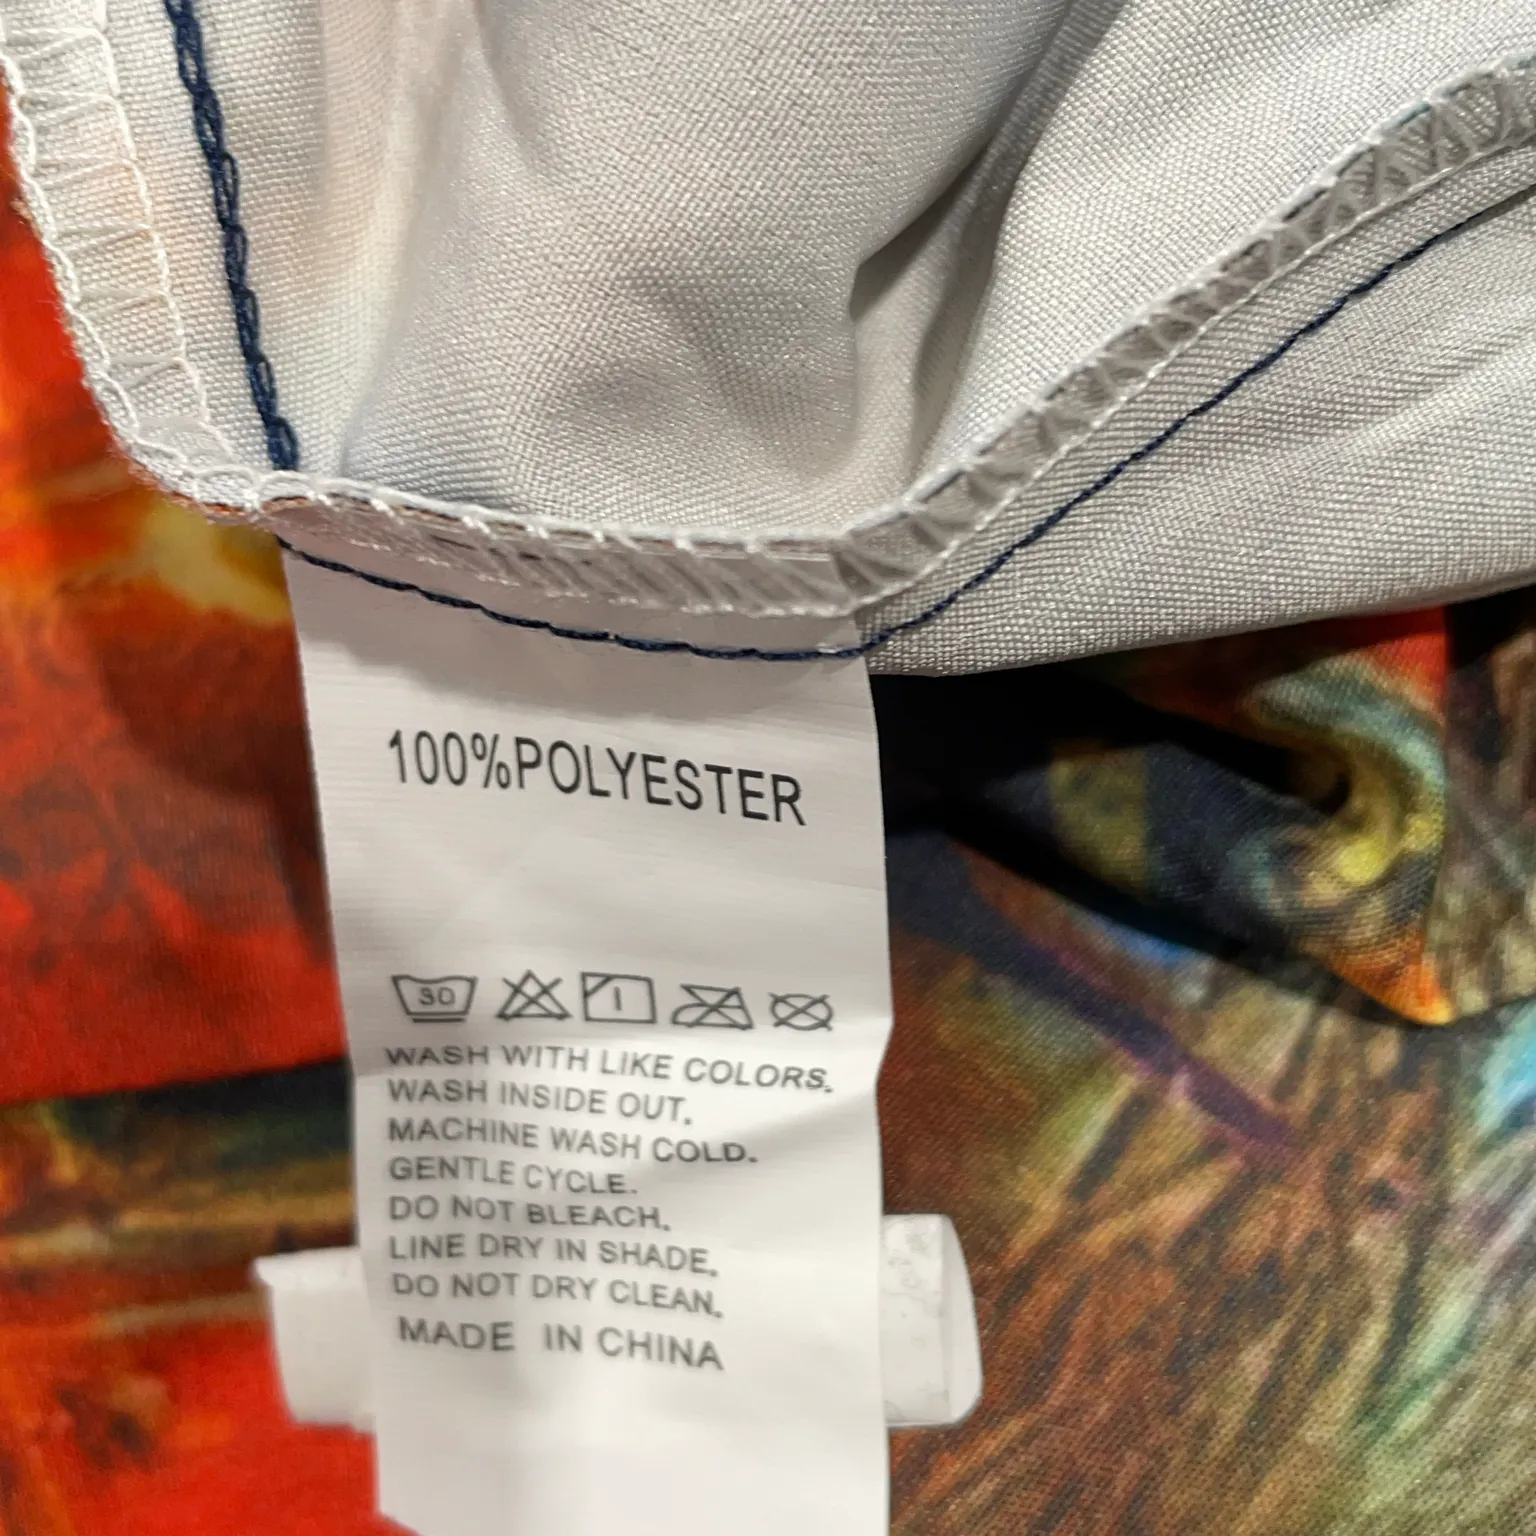 100%POLYESTER
30
WASH WITH LIKE COLORS.
WASH INSIDE OUT.
MACHINE WASH COLD.
GENTLE CYCLE.
DO NOT BLEACH.
LINE DRY IN SHADE.
DO NOT DRY CLEAN.
MADE IN CHINA